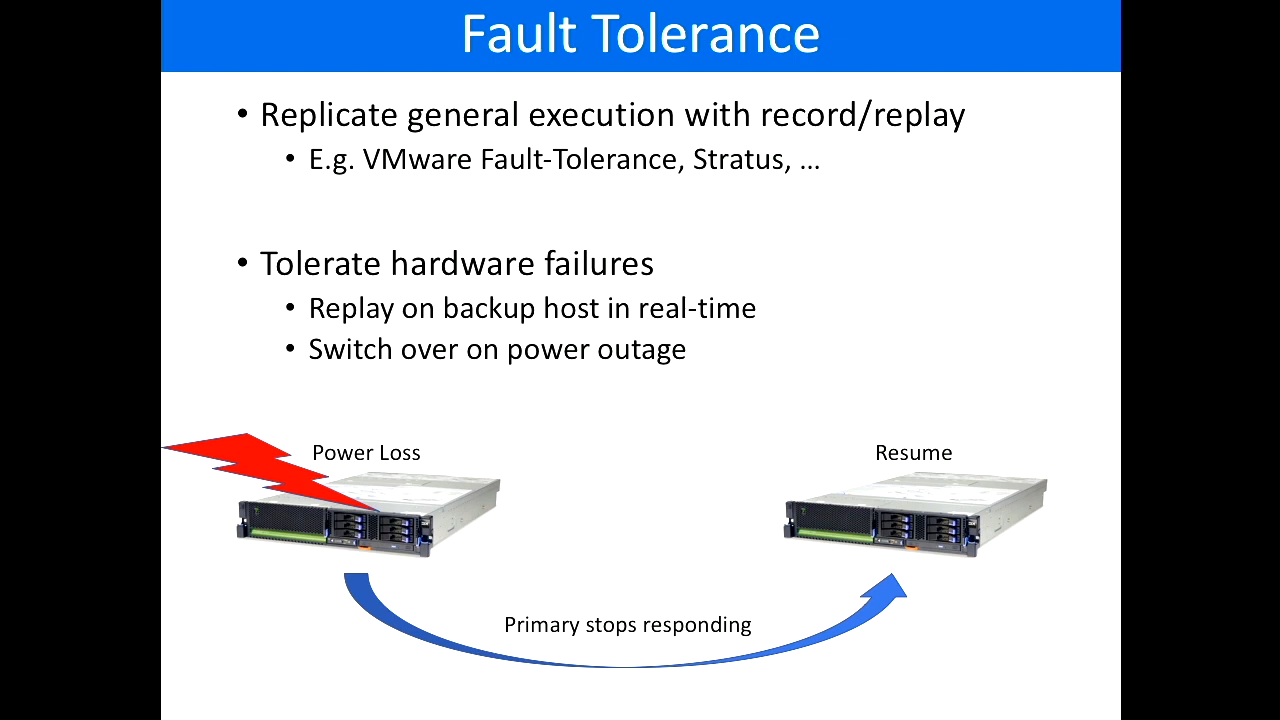 Fault Tolerance
• Replicate general execution with record/replay
• E.g. VMware Fault-Tolerance, Stratus, ...
• Tolerate hardware failures
• Replay on backup host in real-time
• Switch over on power outage
Power Loss
Resume
Primary stops responding